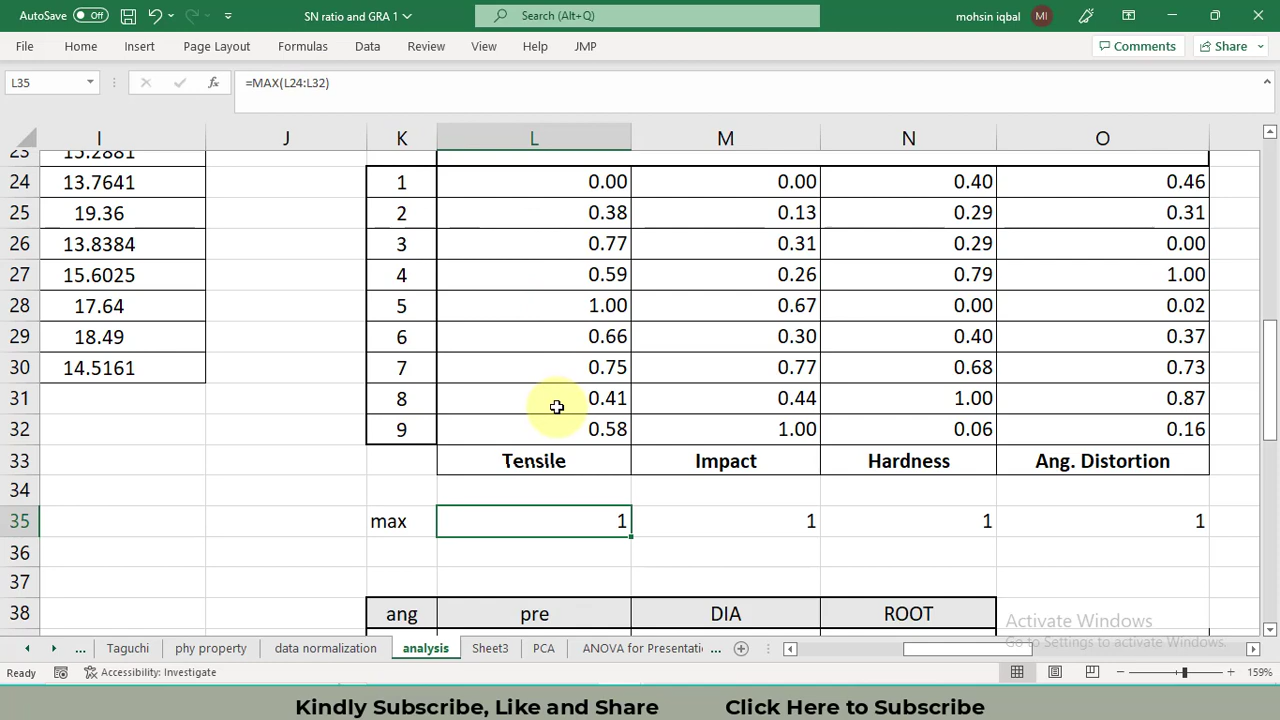 AutoSave Off SN ratio and GRA 1 Search (Alt+Q) mohsin iqbal MI
File Home Insert Page Layout Formulas Data Review View Help JMP Comments Share
L35 fx =MAX(L24:L32)
I J K L M N O
23 15.2881
24 13.7641 1 0.00 0.00 0.40 0.46
25 19.36 2 0.38 0.13 0.29 0.31
26 13.8384 3 0.77 0.31 0.29 0.00
27 15.6025 4 0.59 0.26 0.79 1.00
28 17.64 5 1.00 0.67 0.00 0.02
29 18.49 6 0.66 0.30 0.40 0.37
30 14.5161 7 0.75 0.77 0.68 0.73
31 8 0.41 0.44 1.00 0.87
32 9 0.58 1.00 0.06 0.16
33 Tensile Impact Hardness Ang. Distortion
34
35 max 1 1 1 1
36
37
38 ang pre DIA ROOT
Activate Windows
Go to Settings to activate Windows.
... Taguchi phy property data normalization analysis Sheet3 PCA ANOVA for Presentatic ...
Ready Accessibility: Investigate 159%
Kindly Subscribe, Like and Share Click Here to Subscribe